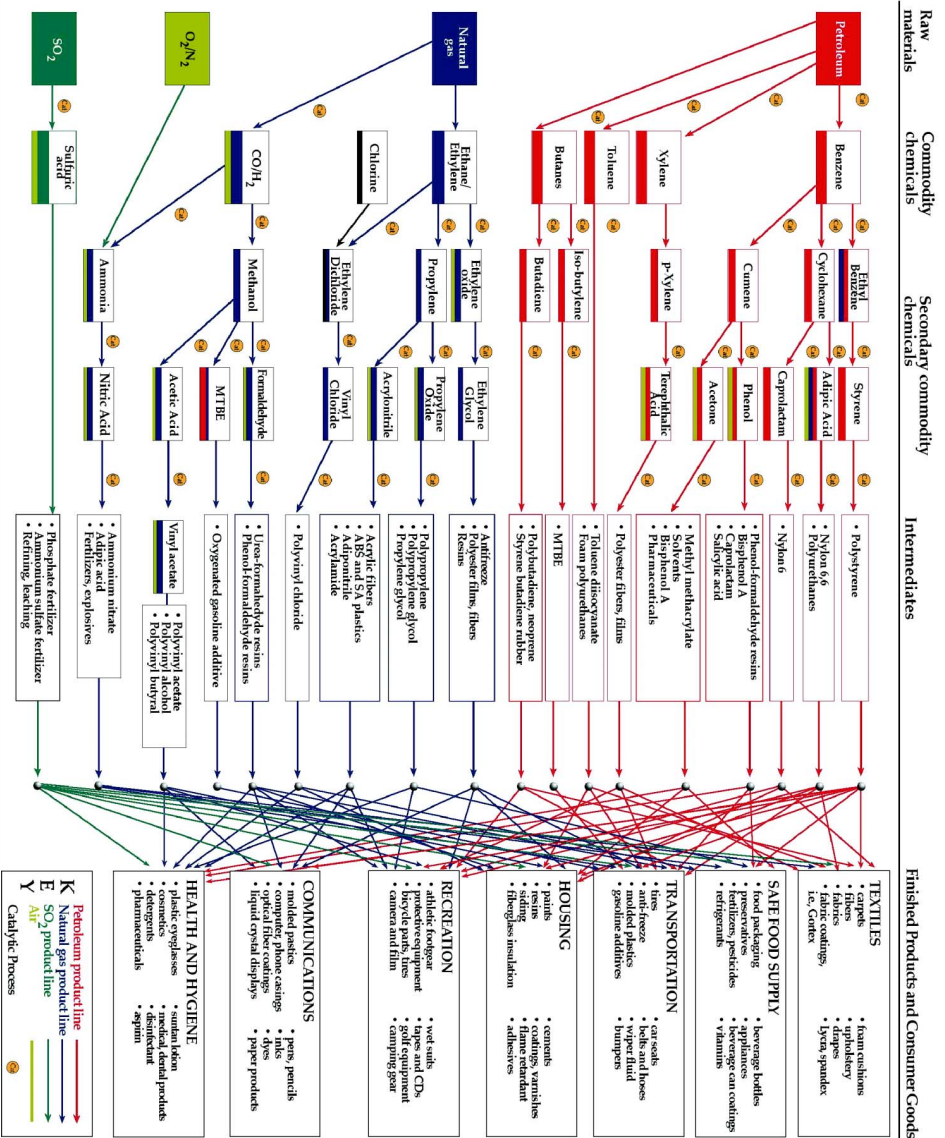 Raw
materials
Commodity
chemicals
Secondary commodity
chemicals
Intermediates
Finished Products and Consumer Goods
Petroleum
Natural
gas
O2/N2
SO2
Benzene
Xylene
Toluene
Butanes
Ethane/
Ethylene
Chlorine
CO/H2
Sulfuric
acid
Ethyl
Benzene
Cyclohexane
Cumene
p-Xylene
Iso-butylene
Butadiene
Ethylene
oxide
Propylene
Ethylene
Dichloride
Methanol
Ammonia
Styrene
Adipic Acid
Caprolactam
Phenol
Acetone
Terephthalic
Acid
Ethylene
Glycol
Propylene
Oxide
Acrylonitrile
Vinyl
Chloride
Formaldehyde
MTBE
Acetic Acid
Nitric Acid
• Polystyrene
• Nylon 6,6
• Polyurethanes
• Nylon 6
• Phenol-formaldehyde resins
• Bisphenol A
• Caprolactam
• Salicylic acid
• Methyl methacrylate
• Solvents
• Bisphenol A
• Pharmaceuticals
• Polyester fibers, films
• Toluene diisocyanate
• Foam polyurethanes
• MTBE
• Polybutadiene, neoprene
• Styrene butadiene rubber
• Antifreeze
• Polyester films, fibers
• Resins
• Polypropylene
• Polypropylene glycol
• Propylene glycol
• Acrylic fibers
• ABS and SA plastics
• Adiponitrile
• Acrylamide
• Polyvinyl chloride
• Urea-formalhedyde resins
• Phenol-formaldehyde resins
• Oxygenated gasoline additive
Vinyl acetate
• Polyvinyl acetate
• Polyvinyl alcohol
• Polyvinyl butyral
• Ammonium nitrate
• Adipic acid
• Fertilizers, explosives
• Phosphate fertilizer
• Ammonium sulfate fertilizer
• Refining, leaching
TEXTILES
• carpets
• fibers
• fabrics
• fabric coatings,
i.e., Gortex
• foam cushions
• upholstery
• drapes
• Lycra, spandex
SAFE FOOD SUPPLY
• food packaging
• preservatives
• fertilizers, pesticides
• refrigerants
• beverage bottles
• appliances
• beverage can coatings
• vitamins
TRANSPORTATION
• tires
• anti-freeze
• molded plastics
• gasoline additives
• car seats
• belts and hoses
• wiper fluid
• bumpers
HOUSING
• paints
• resins
• siding
• fiberglass insulation
• cements
• coatings, varnishes
• flame retardant
• adhesives
RECREATION
• athletic footgear
• protective equipment
• bicycle parts, tires
• camera and film
• wet suits
• tapes and CDs
• golf equipment
• camping gear
COMMUNICATIONS
• molded pastics
• computer, phone casings
• optical fiber coatings
• liquid crystal displays
• pens, pencils
• inks
• dyes
• paper products
HEALTH AND HYGIENE
• plastic eyeglasses
• cosmetics
• detergents
• pharmaceuticals
• suntan lotion
• medical, dental products
• disinfectant
• aspirin
KEY
Petroleum product line
Natural gas product line
SO2 product line
Air
Catalytic Process
Cat